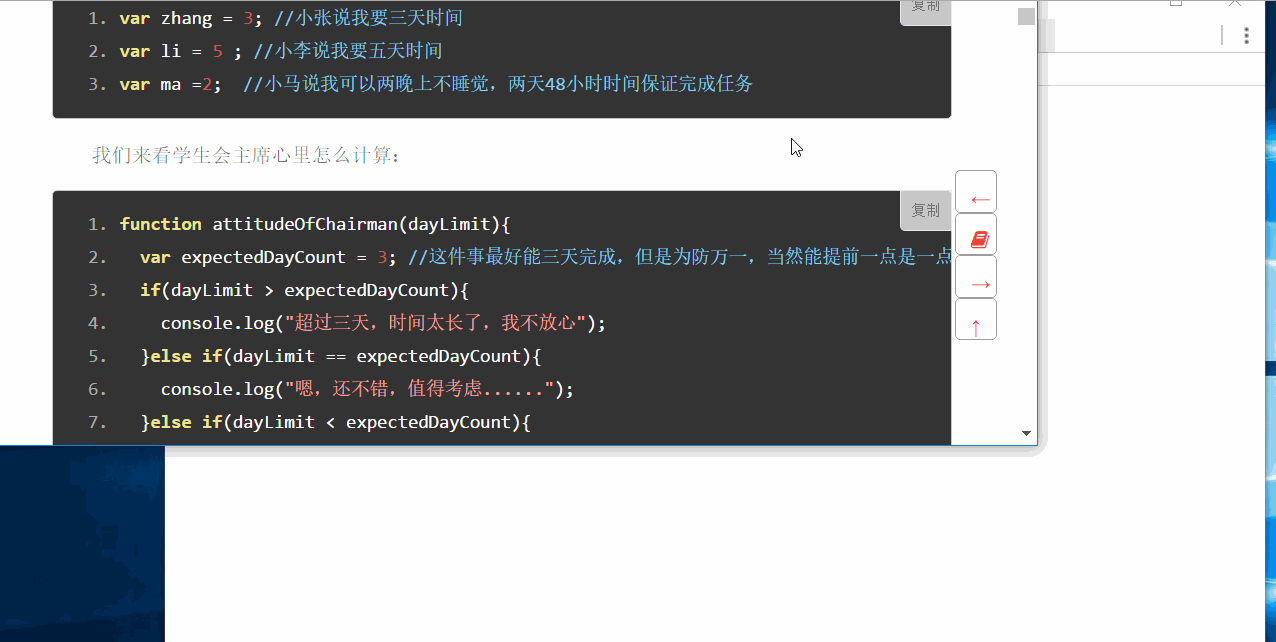 复制
1. var zhang = 3; //小张说我要三天时间
2. var li = 5 ; //小李说我要五天时间
3. var ma =2;  //小马说我可以两晚上不睡觉，两天48小时时间保证完成任务
我们来看学生会主席心里怎么计算：
复制
1. function attitudeOfChairman(dayLimit){
2.   var expectedDayCount = 3; //这件事最好能三天完成，但是为防万一，当然能提前一点是一点
3.   if(dayLimit > expectedDayCount){
4.     console.log("超过三天，时间太长了，我不放心");
5.   }else if(dayLimit == expectedDayCount){
6.     console.log("嗯，还不错，值得考虑......");
7.   }else if(dayLimit < expectedDayCount){